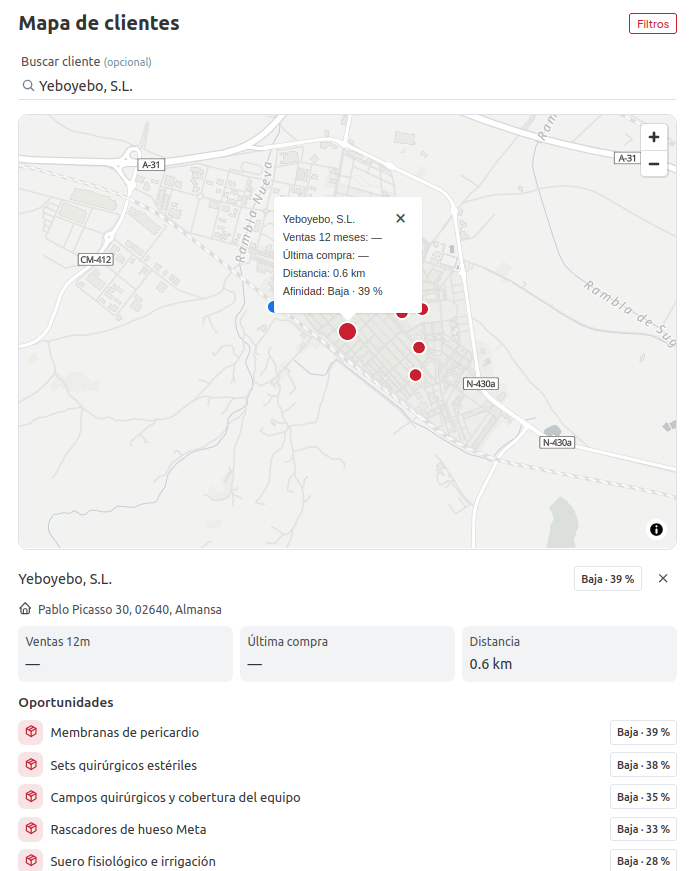 Mapa de clientes
Filtros
Buscar cliente (opcional)
Yeboyebo, S.L.
A-31
A-31
Rambla Nueva
CM-412
Rambla de Sug
Yeboyebo, S.L.
Ventas 12 meses: —
Última compra: —
Distancia: 0.6 km
Afinidad: Baja · 39 %
N-430a
N-430a
Yeboyebo, S.L.
Baja · 39 %
Pablo Picasso 30, 02640, Almansa
Ventas 12m
—
Última compra
—
Distancia
0.6 km
Oportunidades
Membranas de pericardio
Baja · 39 %
Sets quirúrgicos estériles
Baja · 38 %
Campos quirúrgicos y cobertura del equipo
Baja · 35 %
Rascadores de hueso Meta
Baja · 33 %
Suero fisiológico e irrigación
Baja · 28 %